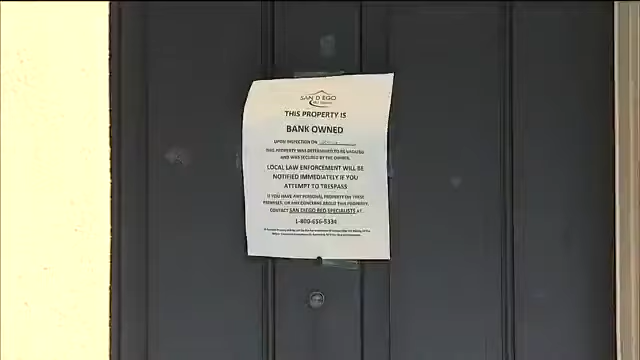 SAN DIEGO
THIS PROPERTY IS
BANK OWNED
UPON INSPECTION ON
THIS PROPERTY WAS DETERMINED TO BE VACANT
AND WAS SECURED BY THE OWNER.
LOCAL LAW ENFORCEMENT WILL BE
NOTIFIED IMMEDIATELY IF YOU
ATTEMPT TO TRESPASS
IF YOU HAVE ANY PERSONAL PROPERTY ON THESE
PREMISES, OR ANY CONCERNS ABOUT THIS PROPERTY,
CONTACT SAN DIEGO REO SPECIALISTS AT
1-800-656-5334